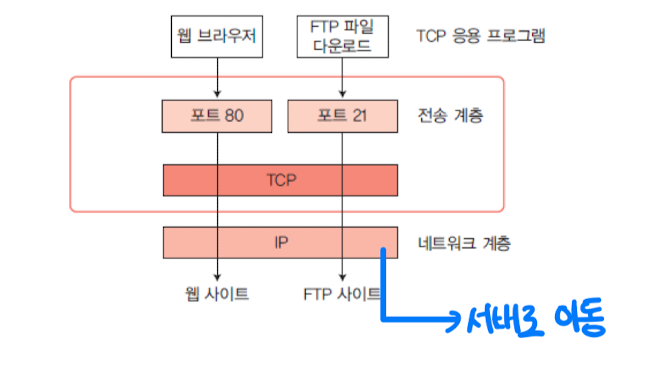 웹 브라우저
FTP 파일
다운로드
TCP 응용 프로그램
포트 80
포트 21
전송 계층
TCP
IP
네트워크 계층
웹 사이트
FTP 사이트
서버로 이동